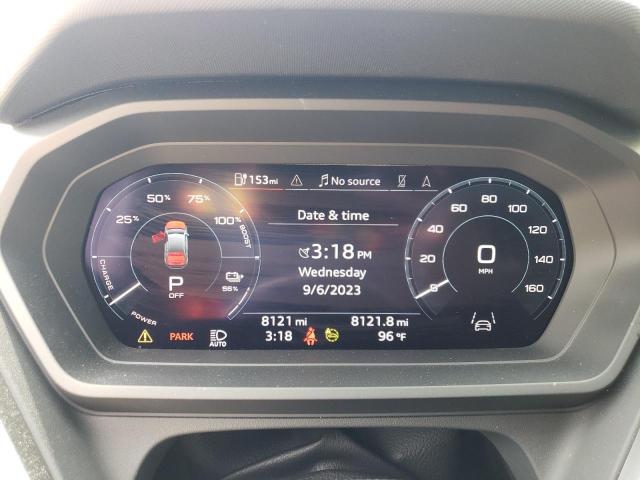 153mi No source
Date & time
3:18 PM
Wednesday
9/6/2023
8121 mi 8121.8 mi
3:18 96 °F
25% 50% 75% 100%
CHARGE POWER BOOST
P
OFF
56%
PARK
AUTO
0 20 40 60 80 100 120 140 160
0
MPH